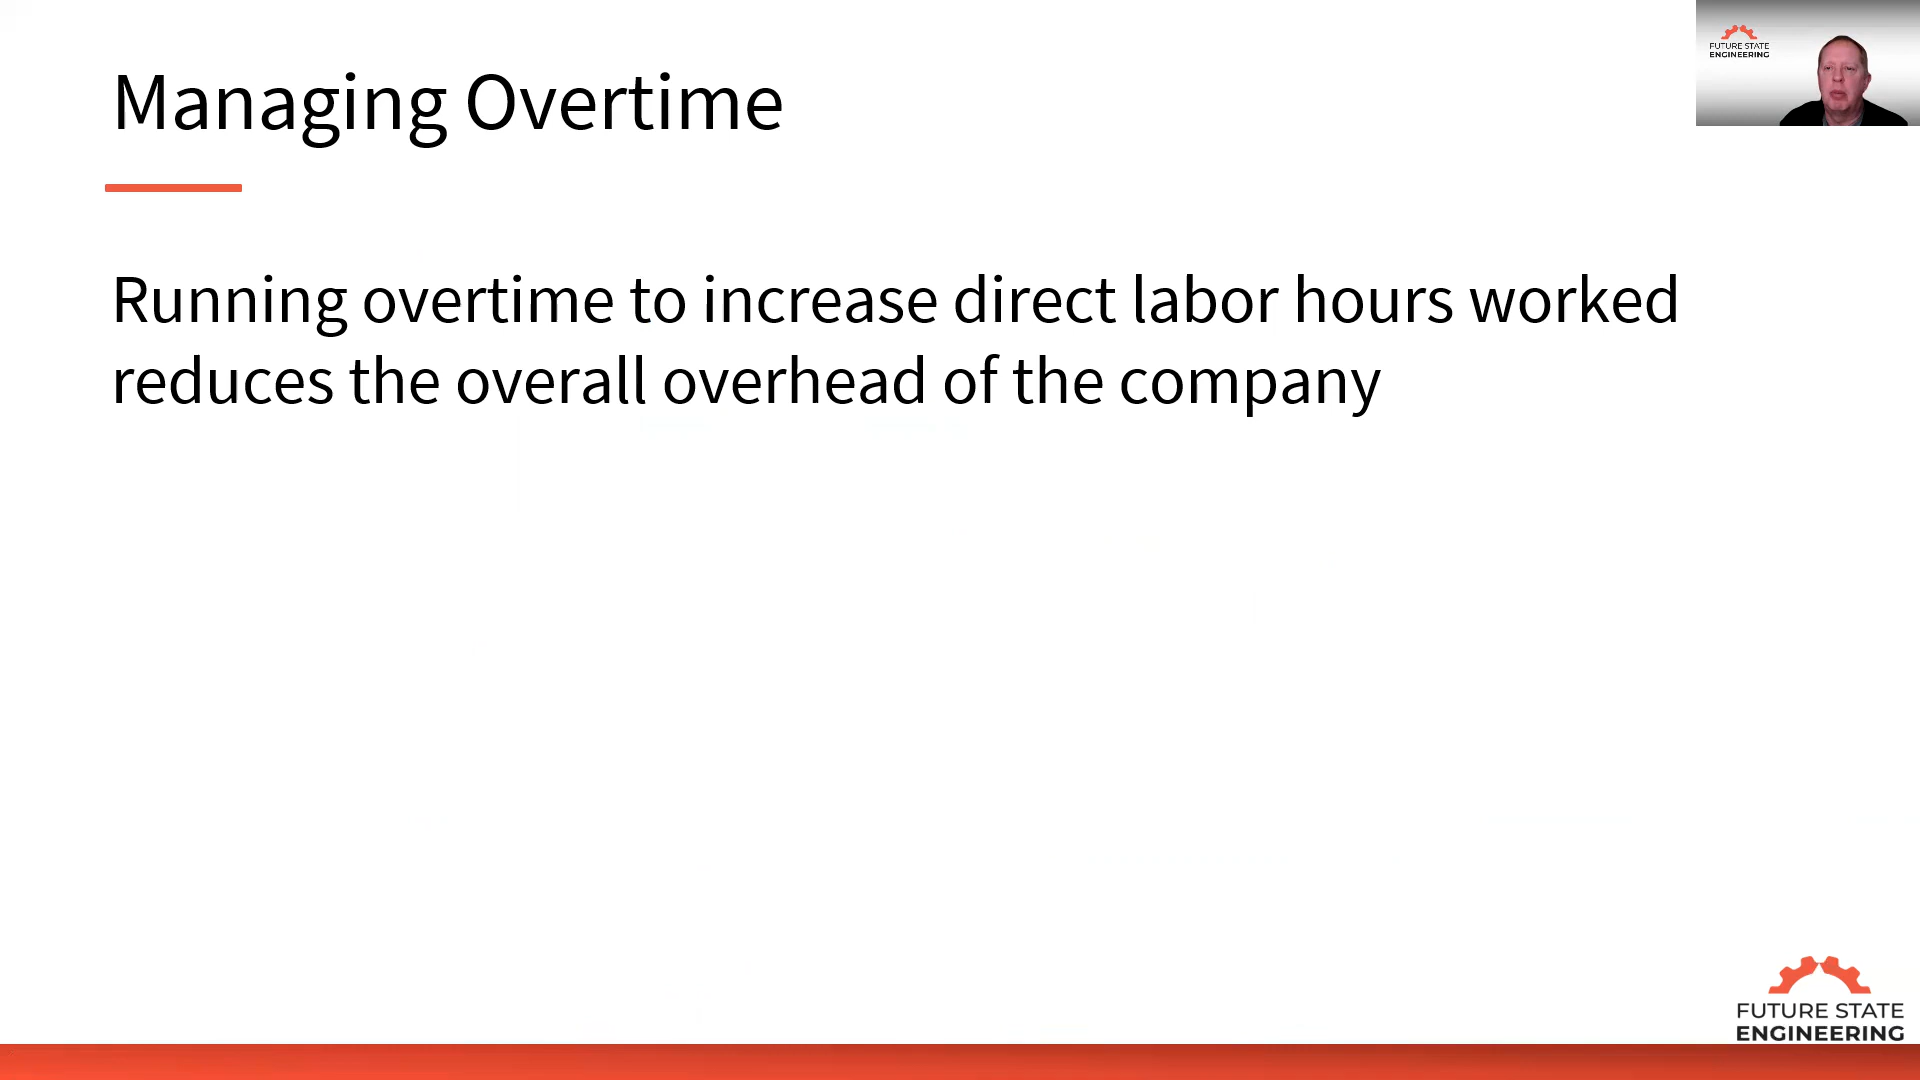 Managing Overtime
FUTURE STATE
ENGINEERING
Running overtime to increase direct labor hours worked
reduces the overall overhead of the company
FUTURE STATE
ENGINEERING